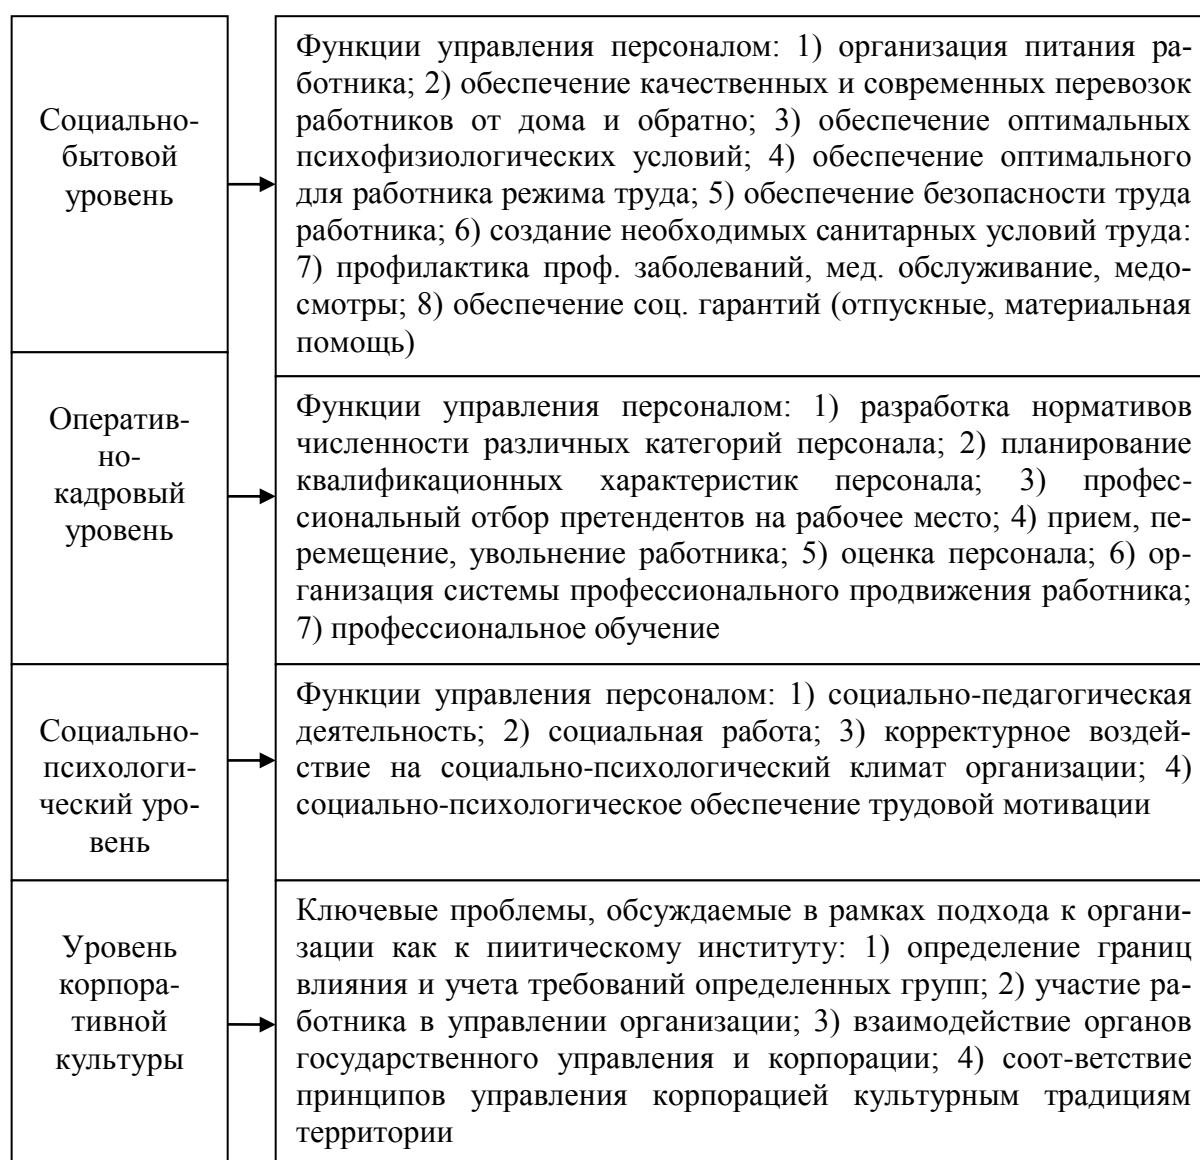 Социально-
бытовой
уровень
Функции управления персоналом: 1) организация питания ра-
ботника; 2) обеспечение качественных и современных перевозок
работников от дома и обратно; 3) обеспечение оптимальных
психофизиологических условий; 4) обеспечение оптимального
для работника режима труда; 5) обеспечение безопасности труда
работника; 6) создание необходимых санитарных условий труда:
7) профилактика проф. заболеваний, мед. обслуживание, медо-
смотры; 8) обеспечение соц. гарантий (отпускные, материальная
помощь)
Оператив-
но-
кадровый
уровень
Функции управления персоналом: 1) разработка нормативов
численности различных категорий персонала; 2) планирование
квалификационных характеристик персонала; 3) профес-
сиональный отбор претендентов на рабочее место; 4) прием, пе-
ремещение, увольнение работника; 5) оценка персонала; 6) ор-
ганизация системы профессионального продвижения работника;
7) профессиональное обучение
Социально-
психологи-
ческий уро-
вень
Функции управления персоналом: 1) социально-педагогическая
деятельность; 2) социальная работа; 3) корректурное воздей-
ствие на социально-психологический климат организации; 4)
социально-психологическое обеспечение трудовой мотивации
Уровень
корпора-
тивной
культуры
Ключевые проблемы, обсуждаемые в рамках подхода к органи-
зации как к пиитическому институту: 1) определение границ
влияния и учета требований определенных групп; 2) участие ра-
ботника в управлении организации; 3) взаимодействие органов
государственного управления и корпорации; 4) соот-ветствие
принципов управления корпорацией культурным традициям
территории